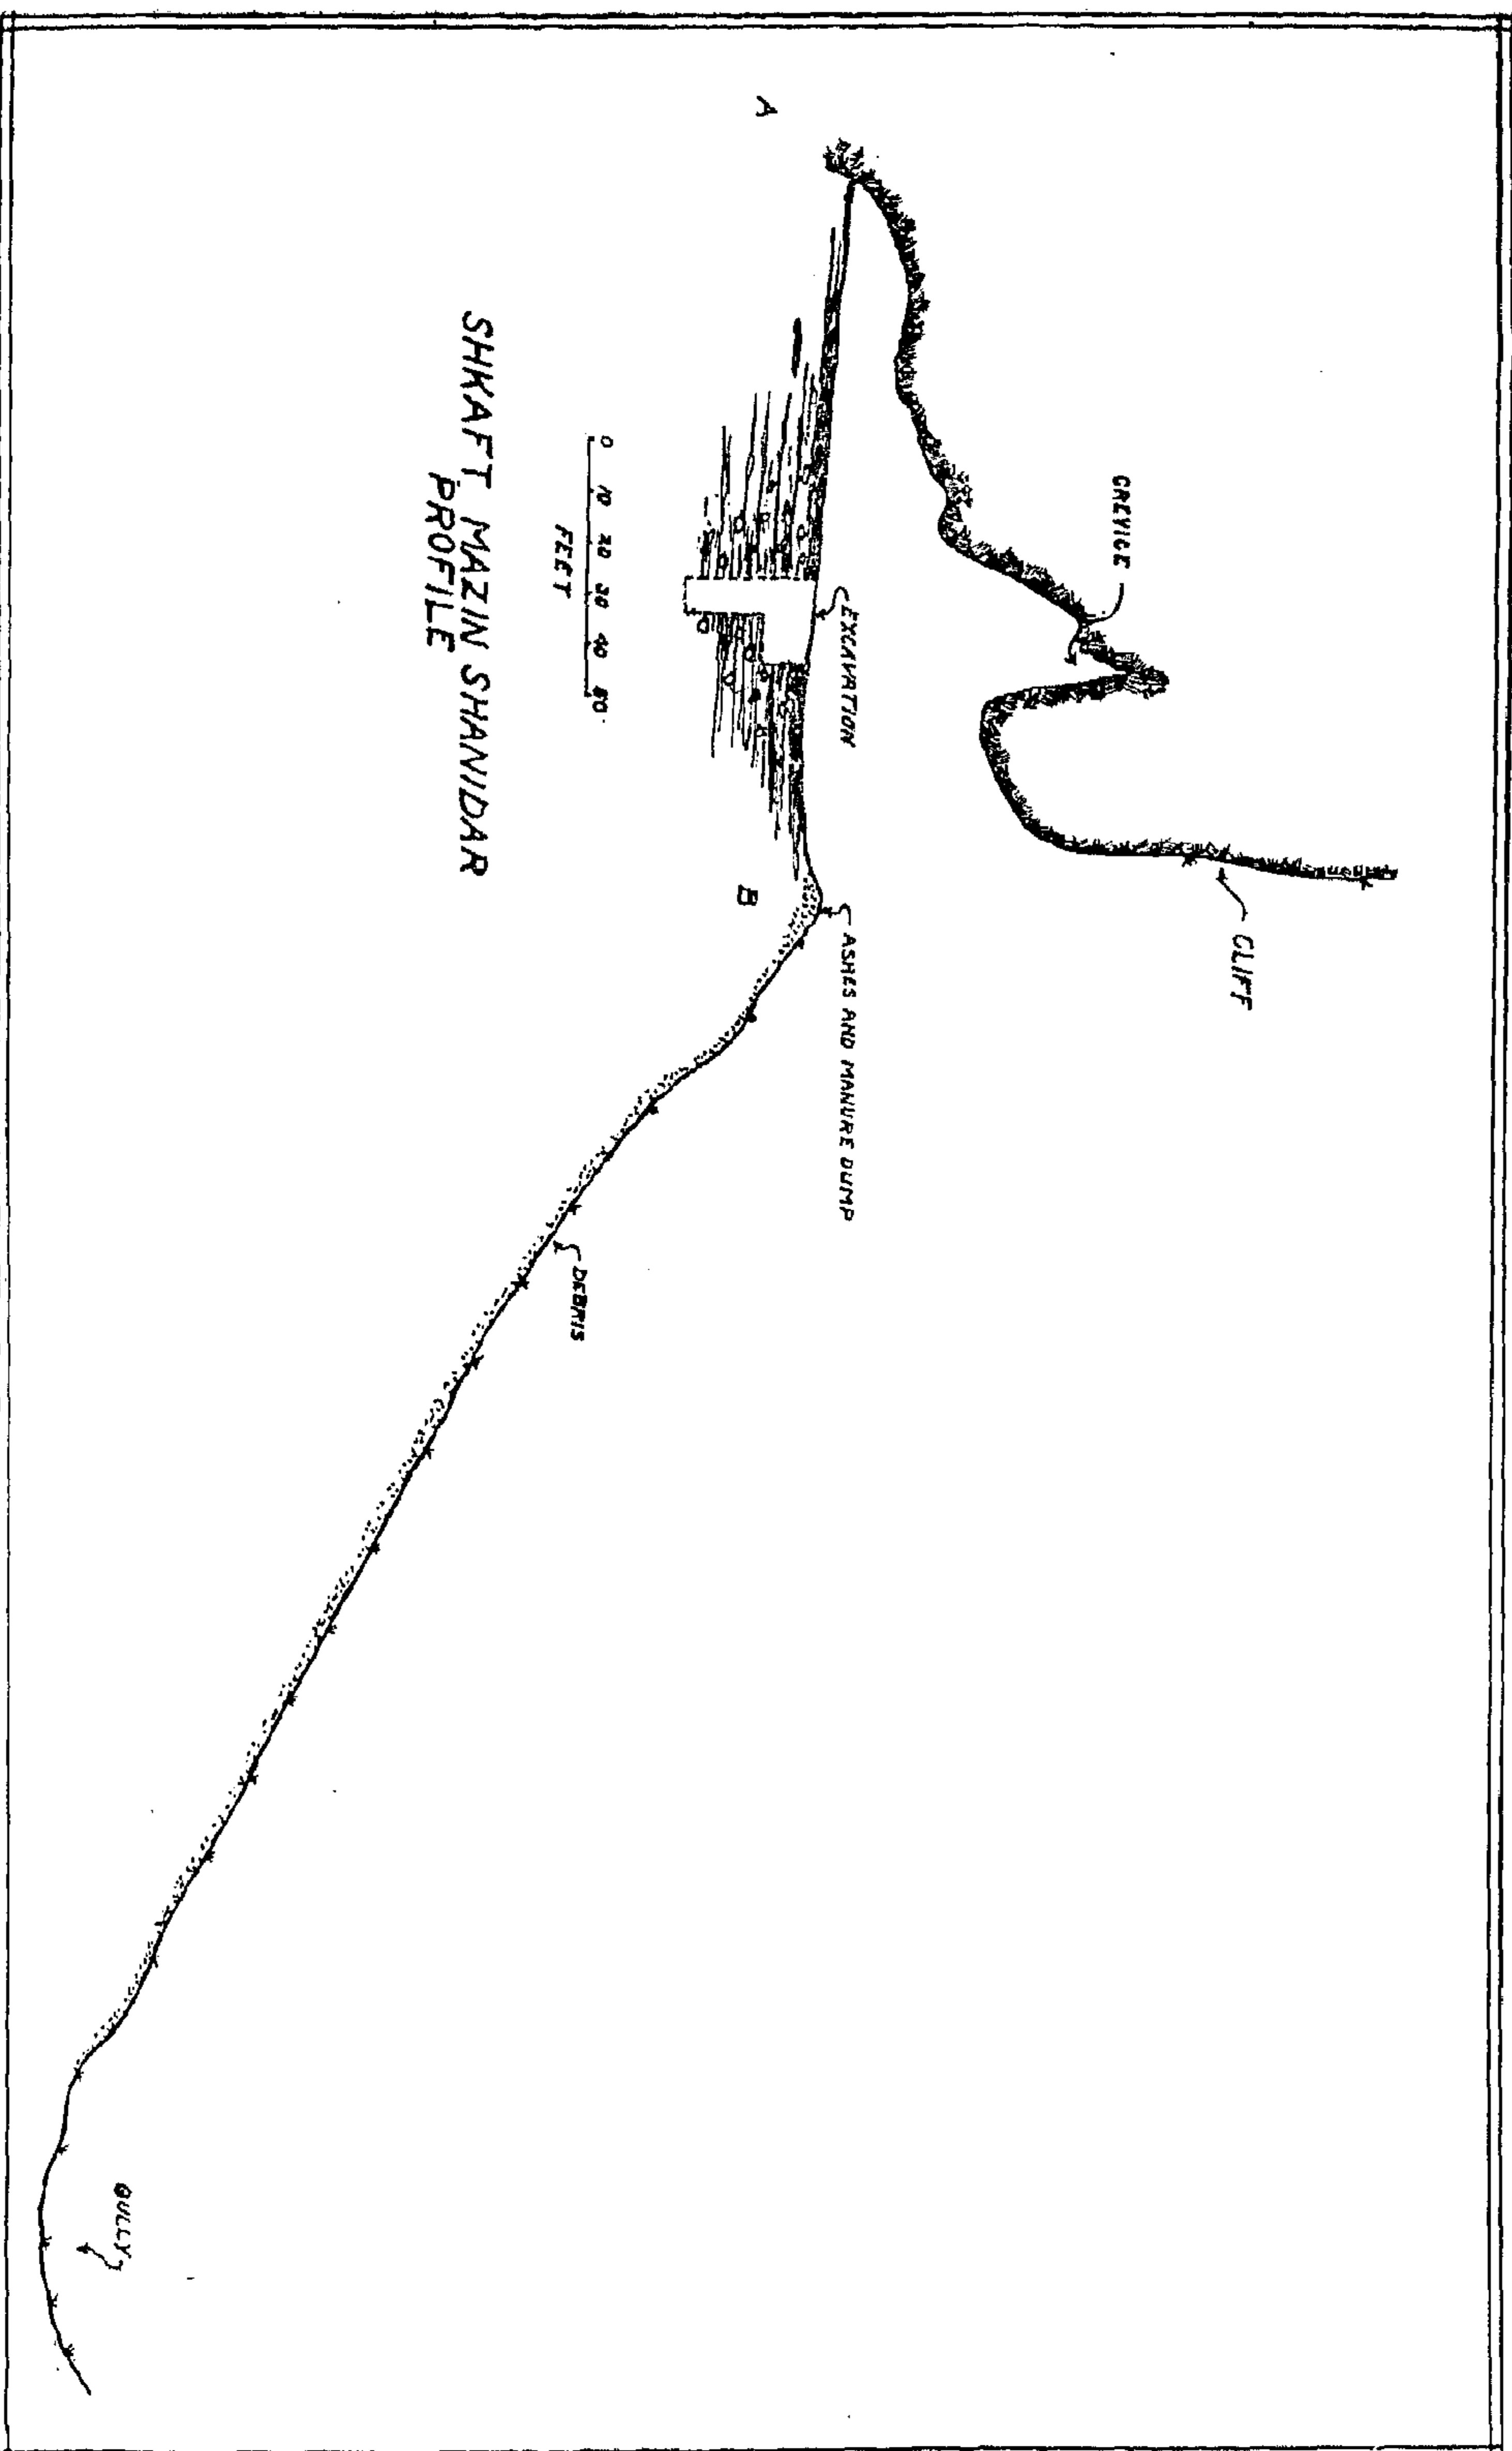 CREVICE
CLIFF
A
EXCAVATION
B
ASHES AND MANURE DUMP
0 10 20 30 40 50'
FEET
DEBRIS
SHKAFT MAZIN SHANIDAR
PROFILE
GULLY